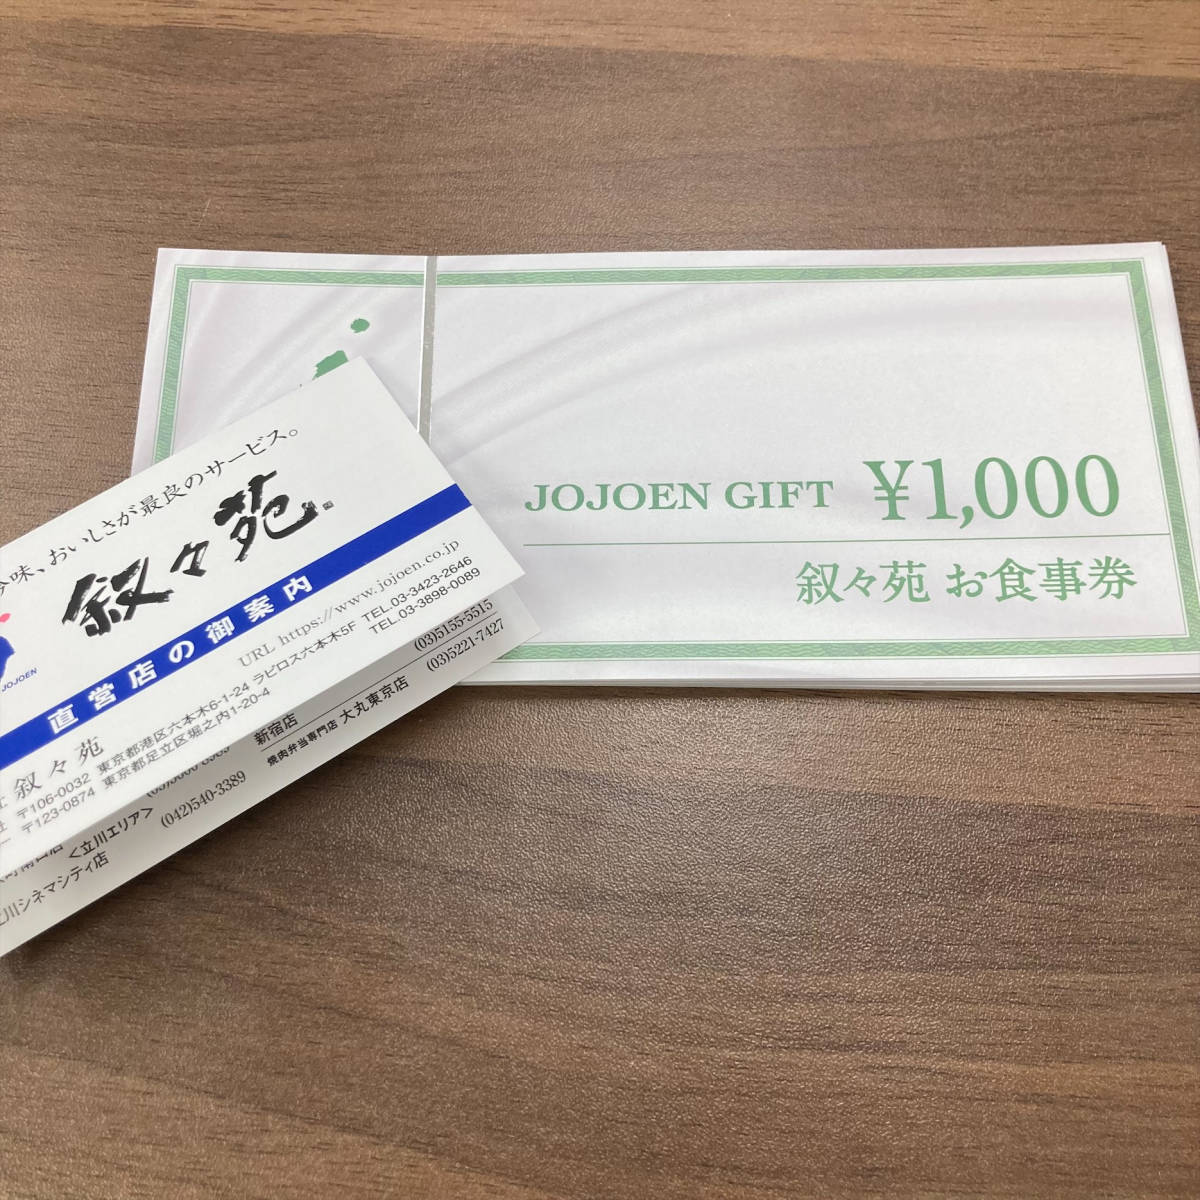 JOJOEN GIFT ¥1,000
叙々苑 お食事券
味、おいしさが最良のサービス。
叙々苑
JOJOEN
直営店の御案内
URL https://www.jojoen.co.jp
叙々苑
〒106-0032 東京都港区六本木6-1-24 ラピロス六本木5F TEL.03-3423-2646
〒123-0874 東京都足立区堀之内1-20-4 TEL.03-3898-0089
新宿店 (03)5155-5515
焼肉弁当専門店 大丸東京店 (03)5221-7427
<立川エリア>
川シネマシティ店 (042)540-3389